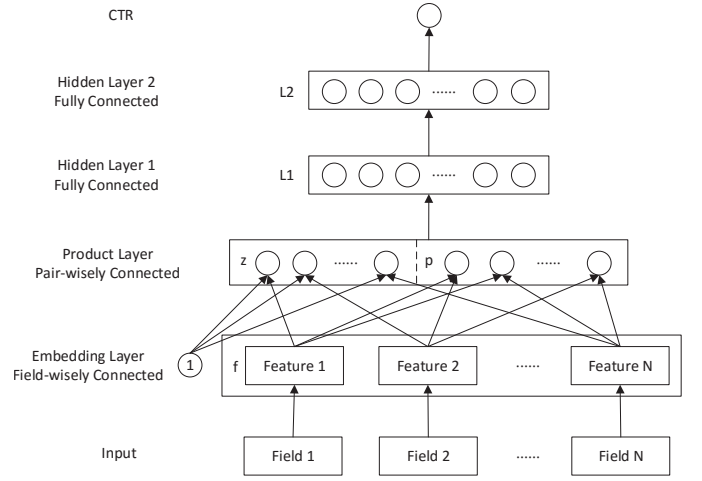 CTR
Hidden Layer 2
Fully Connected
L2
......
Hidden Layer 1
Fully Connected
L1
......
Product Layer
Pair-wisely Connected
z
......
p
......
Embedding Layer
Field-wisely Connected
1
f
Feature 1
Feature 2
......
Feature N
Input
Field 1
Field 2
......
Field N